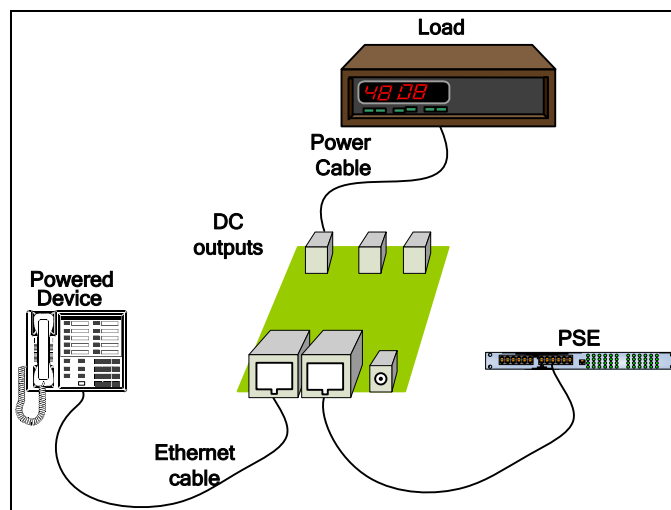 Load
48 08
Power
Cable
DC
outputs
Powered
Device
PSE
Ethernet
cable